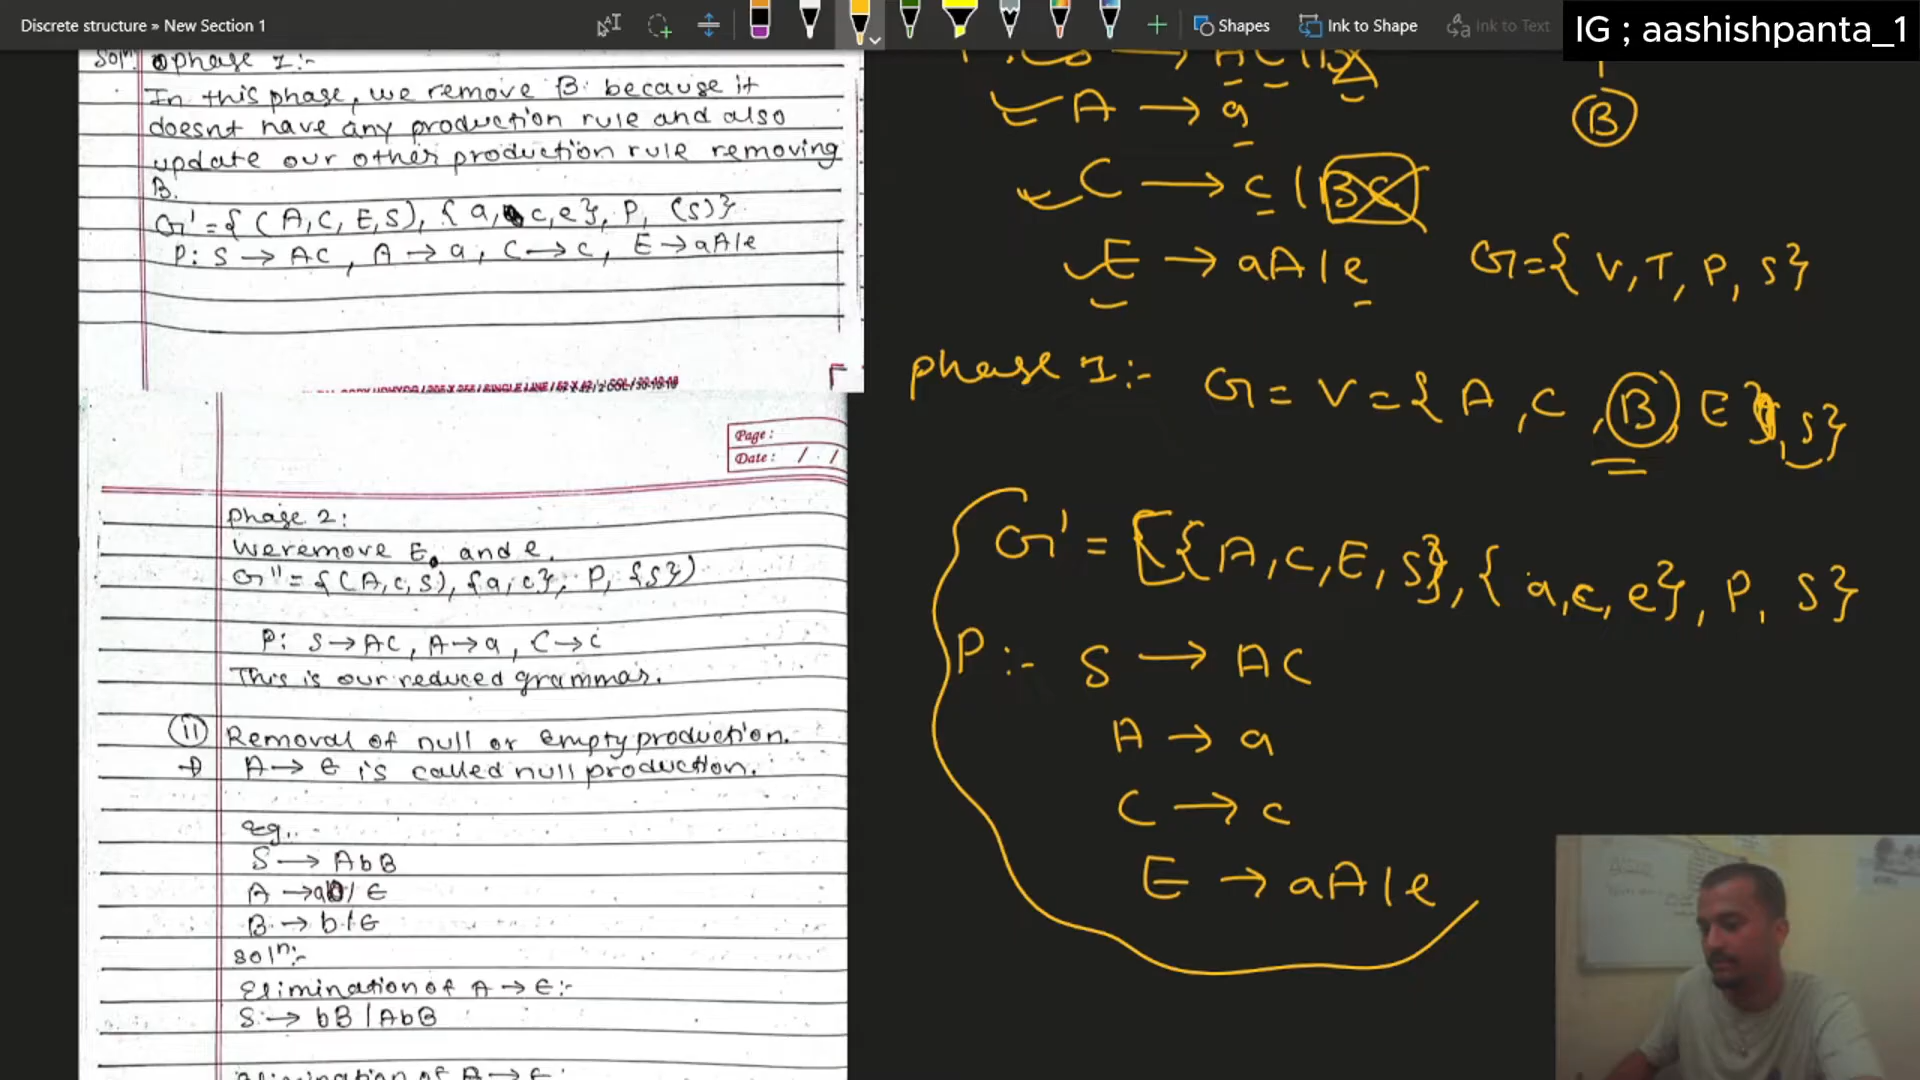 Discrete structure » New Section 1
Shapes
Ink to Shape
Ink to Text
IG ; aashishpanta_1
Soln: phase 1:-
In this phase, we remove B. because it
doesnt have any production rule and also
update our other production rule removing
B.
G'={ (A,C,E,S), { a, c,e}, P, (S)}
P: S → AC, A → a, C → c, E → aA|e
Page:
Date: / /
Phase 2:
We remove E and e.
G"={(A,C,S), {a,c}, P, {S})
P: S→AC, A→a, C→c
This is our reduced grammar.
(ii) Removal of null or empty production.
→ A→ ϵ is called null production.
eg.
S → AbB
B → b/ϵ
soln:-
Elimination of A → ϵ:-
S → bB | AbB
A → a
B
C → c | BC
E → aA | e
G={ V, T, P, S}
phase 1:- G= V={ A, C, B, E, S}
G' = [{A, C, E, S}, { a, c, e}, P, S}
P:- S → AC
A → a
C → c
E → aA | e